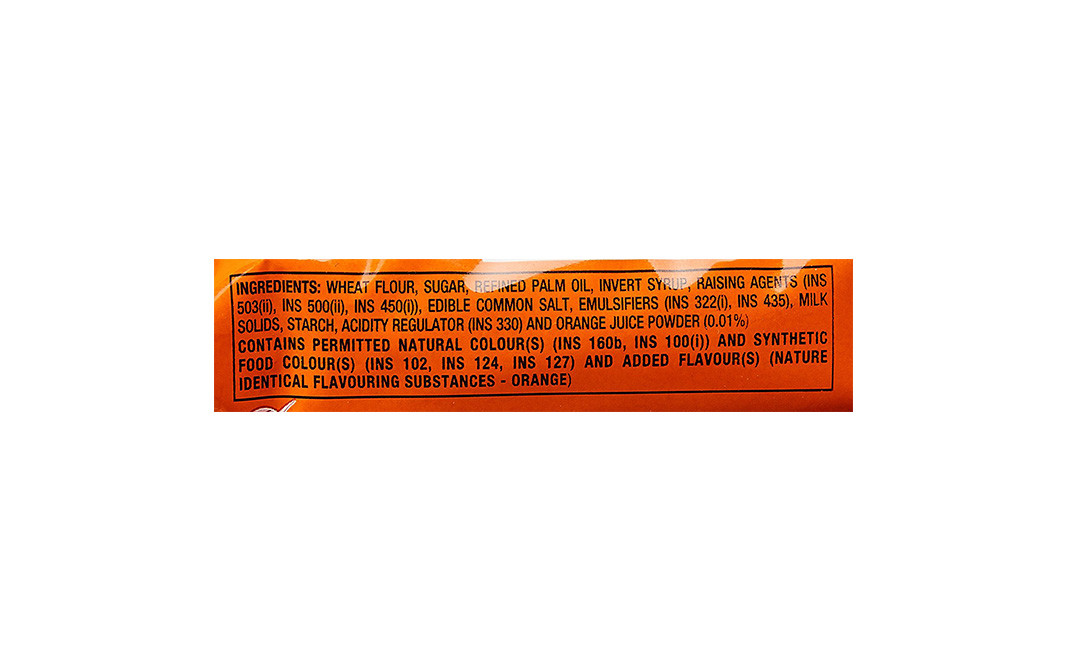 INGREDIENTS: WHEAT FLOUR, SUGAR, REFINED PALM OIL, INVERT SYRUP, RAISING AGENTS (INS
503(ii), INS 500(ii), INS 450(i)), EDIBLE COMMON SALT, EMULSIFIERS (INS 322(i), INS 435), MILK
SOLIDS, STARCH, ACIDITY REGULATOR (INS 330) AND ORANGE JUICE POWDER (0.01%)
CONTAINS PERMITTED NATURAL COLOUR(S) (INS 160b, INS 100(i)) AND SYNTHETIC
FOOD COLOUR(S) (INS 102, INS 124, INS 127) AND ADDED FLAVOUR(S) (NATURE
IDENTICAL FLAVOURING SUBSTANCES - ORANGE)